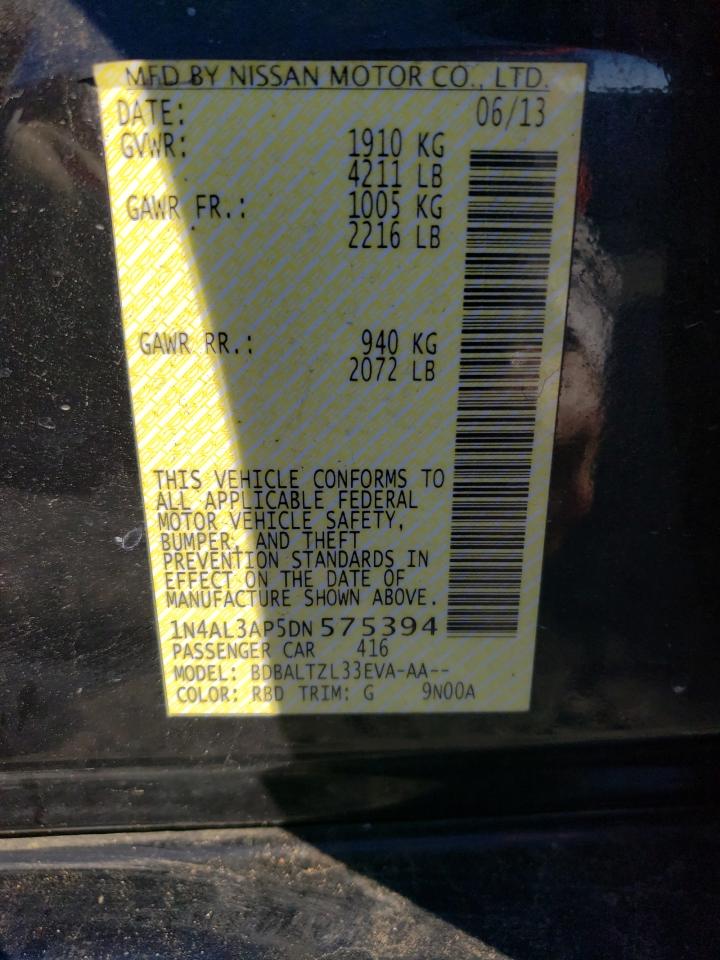 MFD BY NISSAN MOTOR CO., LTD.
DATE: 06/13
GVWR: 1910 KG
4211 LB
GAWR FR.: 1005 KG
2216 LB
GAWR RR.: 940 KG
2072 LB
THIS VEHICLE CONFORMS TO
ALL APPLICABLE FEDERAL
MOTOR VEHICLE SAFETY,
BUMPER, AND THEFT
PREVENTION STANDARDS IN
EFFECT ON THE DATE OF
MANUFACTURE SHOWN ABOVE.
1N4AL3AP5DN 575394
PASSENGER CAR 416
MODEL: BDBALTZL33EVA-AA--
COLOR: RBD TRIM: G 9N00A